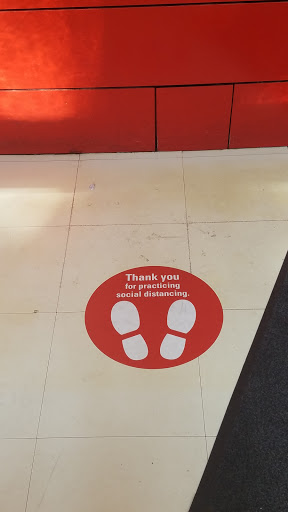 Thank you
for practicing
social distancing.